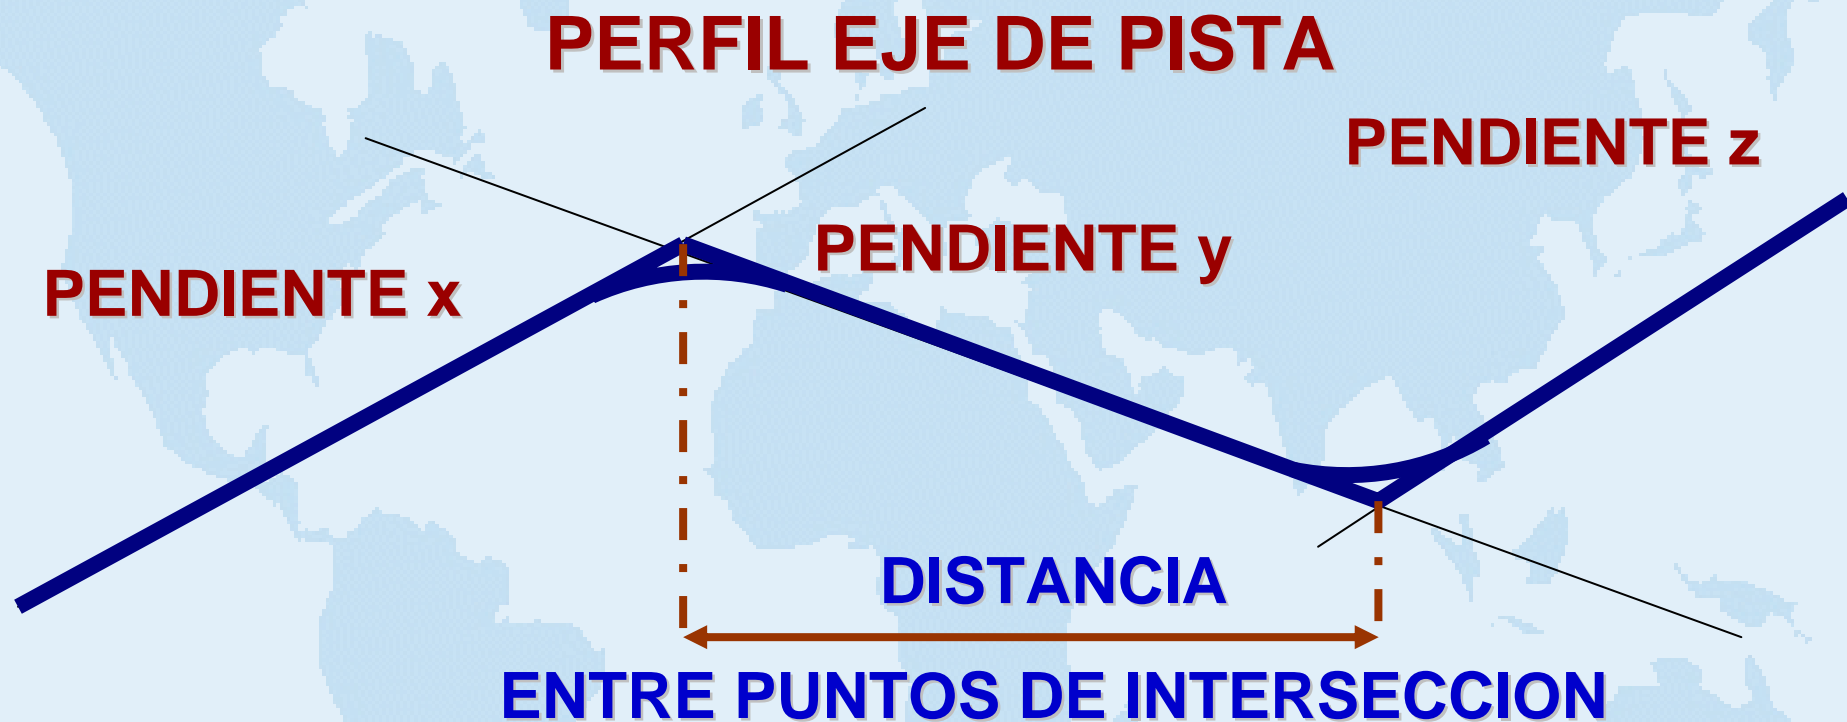 PERFIL EJE DE PISTA
PENDIENTE z
PENDIENTE y
PENDIENTE x
DISTANCIA
ENTRE PUNTOS DE INTERSECCION